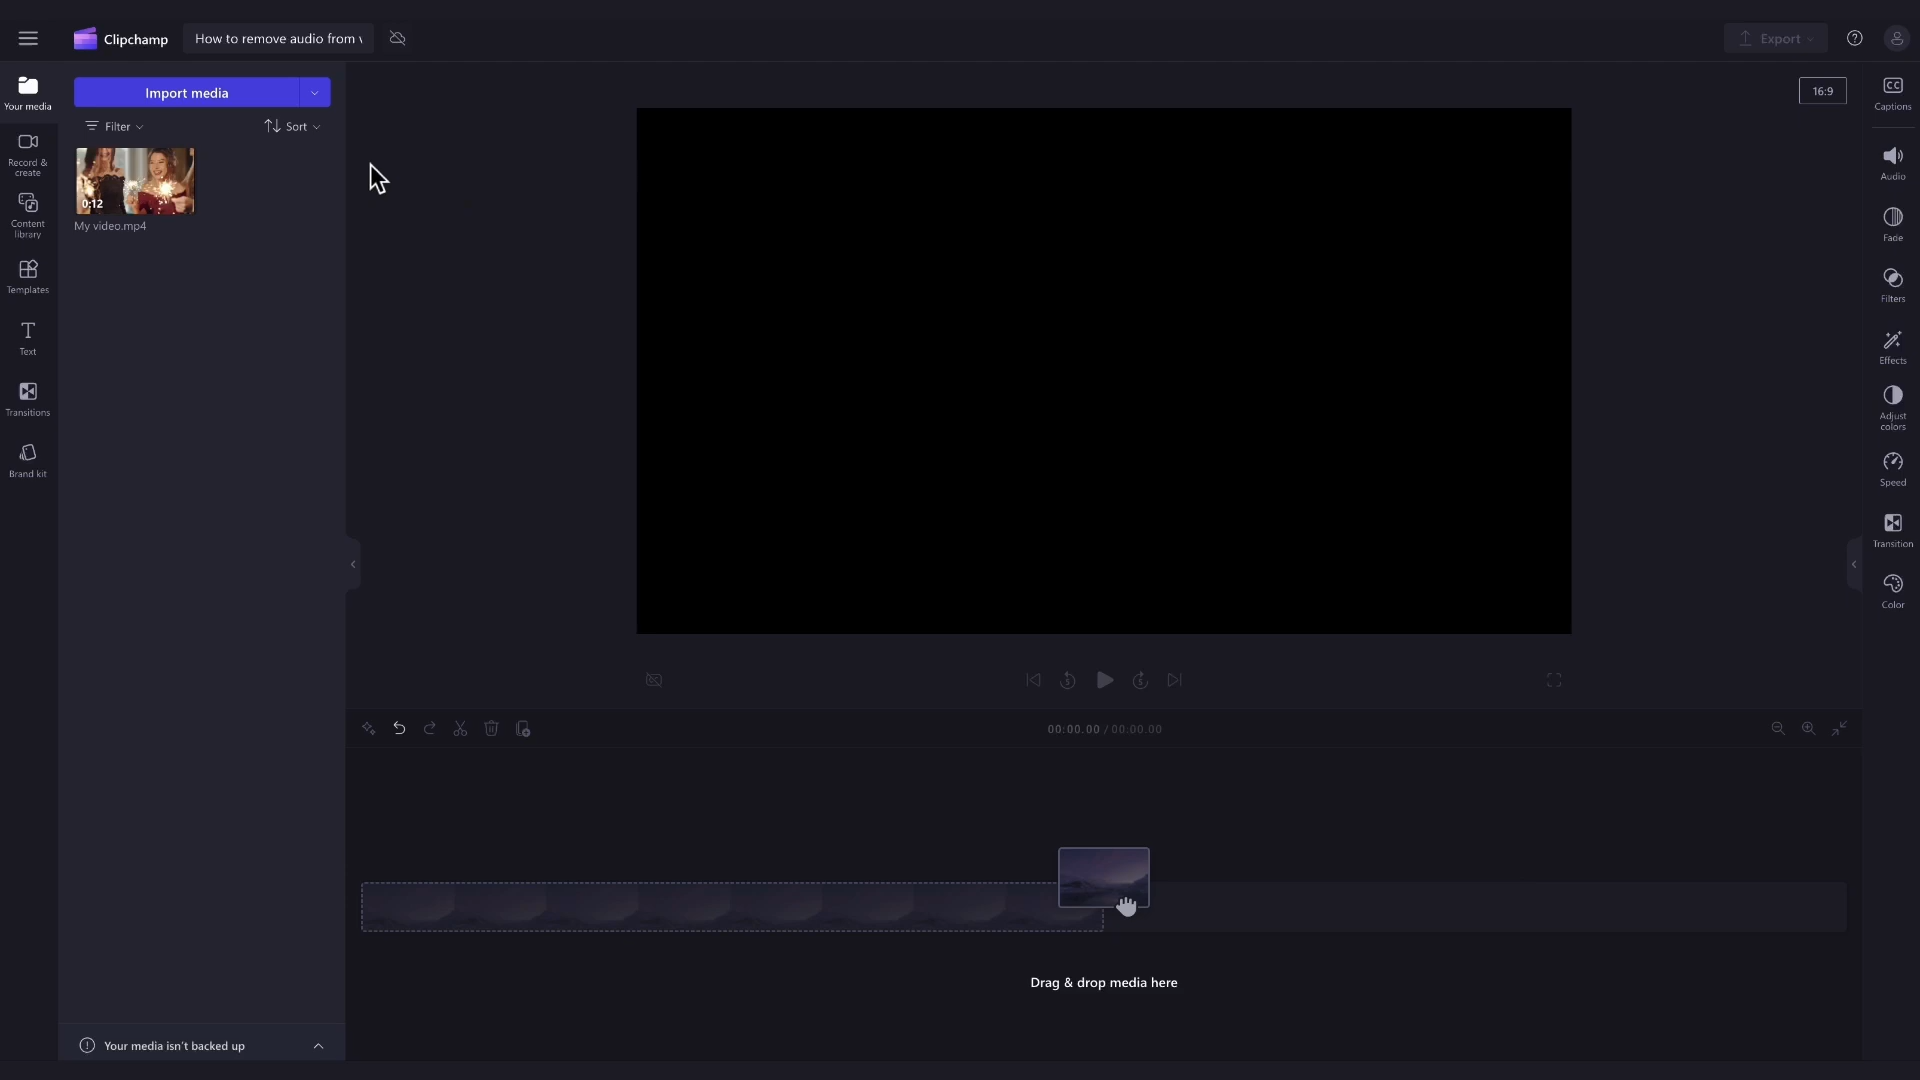 Clipchamp
How to remove audio from
Export
Import media
16:9
Your media
Filter
Sort
Captions
Record &
create
0:12
My video.mp4
Audio
Content
library
Fade
Templates
Filters
Text
Effects
Transitions
Adjust
colors
Brand kit
Speed
Transition
Color
5
5
00:00.00 / 00:00.00
Drag & drop media here
Your media isn't backed up